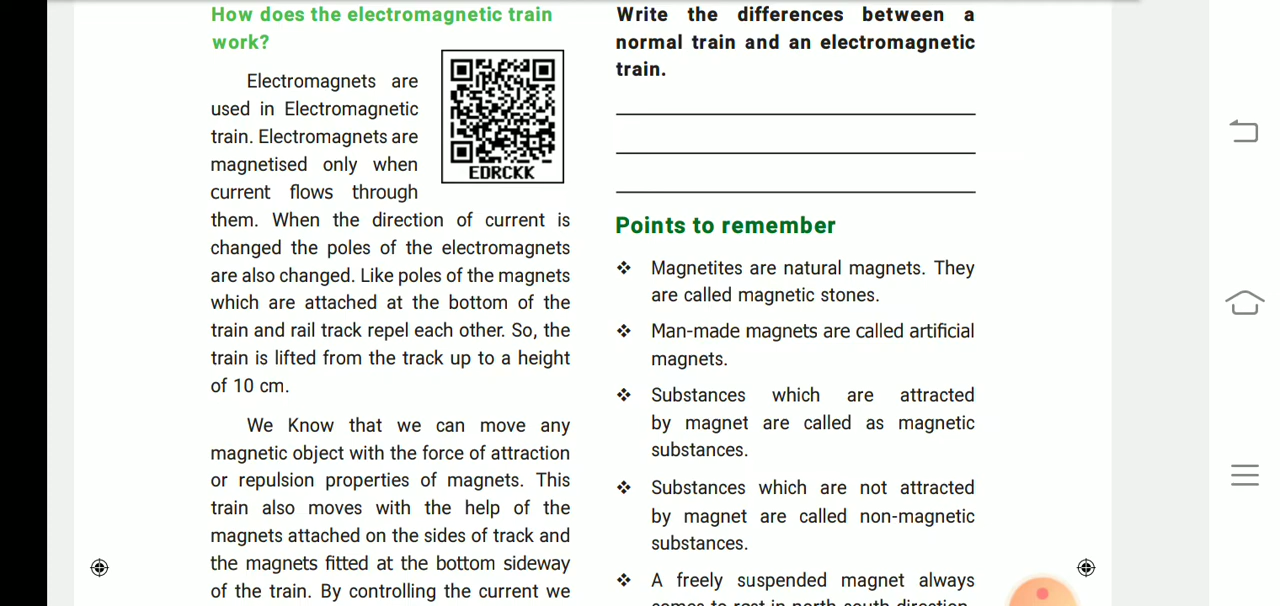 How does the electromagnetic train
work?
Electromagnets are
used in Electromagnetic
train. Electromagnets are
magnetised only when
current flows through
them. When the direction of current is
changed the poles of the electromagnets
are also changed. Like poles of the magnets
which are attached at the bottom of the
train and rail track repel each other. So, the
train is lifted from the track up to a height
of 10 cm.
We Know that we can move any
magnetic object with the force of attraction
or repulsion properties of magnets. This
train also moves with the help of the
magnets attached on the sides of track and
the magnets fitted at the bottom sideway
of the train. By controlling the current we
EDRCKK
Write the differences between a
normal train and an electromagnetic
train.
Points to remember
❖ Magnetites are natural magnets. They
are called magnetic stones.
❖ Man-made magnets are called artificial
magnets.
❖ Substances which are attracted
by magnet are called as magnetic
substances.
❖ Substances which are not attracted
by magnet are called non-magnetic
substances.
❖ A freely suspended magnet always
comes to rest in north-south direction.